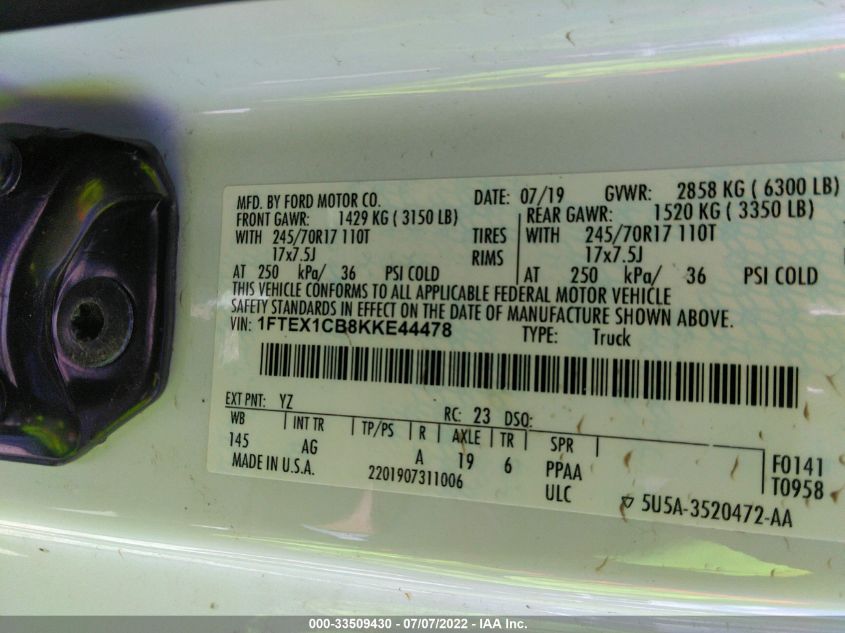 MFD. BY FORD MOTOR CO. DATE: 07/19 GVWR: 2858 KG ( 6300 LB)
FRONT GAWR: 1429 KG ( 3150 LB) REAR GAWR: 1520 KG ( 3350 LB)
WITH 245/70R17 110T TIRES WITH 245/70R17 110T
17x7.5J RIMS 17x7.5J
AT 250 kPa/ 36 PSI COLD AT 250 kPa/ 36 PSI COLD
THIS VEHICLE CONFORMS TO ALL APPLICABLE FEDERAL MOTOR VEHICLE
SAFETY STANDARDS IN EFFECT ON THE DATE OF MANUFACTURE SHOWN ABOVE.
VIN: 1FTEX1CB8KKE44478 TYPE: Truck
EXT PNT: YZ RC: 23 DSO:
WB INT TR TP/PS R AXLE TR SPR
145 AG A 19 6 PPAA F0141
MADE IN U.S.A. 2201907311006 ULC T0958
5U5A-3520472-AA
000-33509430 - 07/07/2022 - IAA Inc.